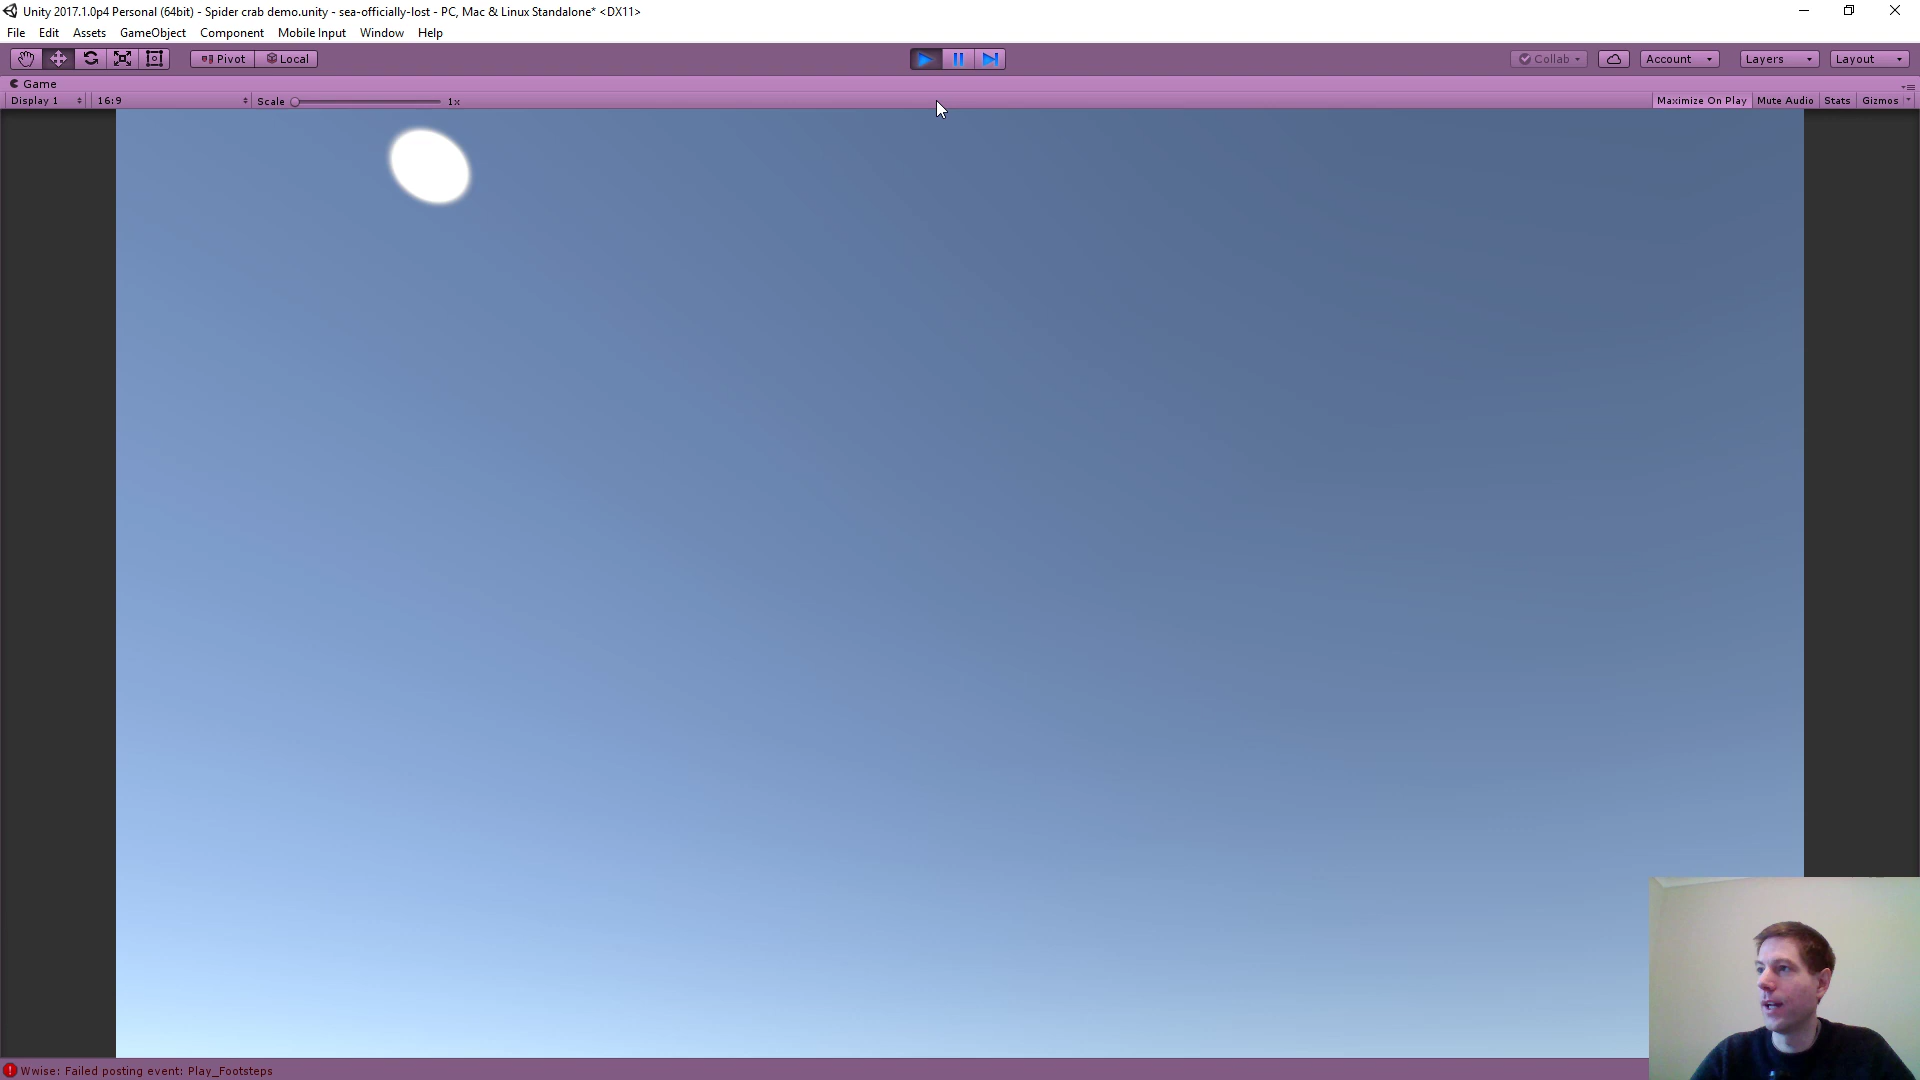 Unity 2017.1.0p4 Personal (64bit) - Spider crab demo.unity - sea-officially-lost - PC, Mac & Linux Standalone* <DX11>
File Edit Assets GameObject Component Mobile Input Window Help
Pivot Local Collab Account Layers Layout
Game
Display 1 16:9 Scale 1x Maximize On Play Mute Audio Stats Gizmos
Wwise: Failed posting event: Play_Footsteps